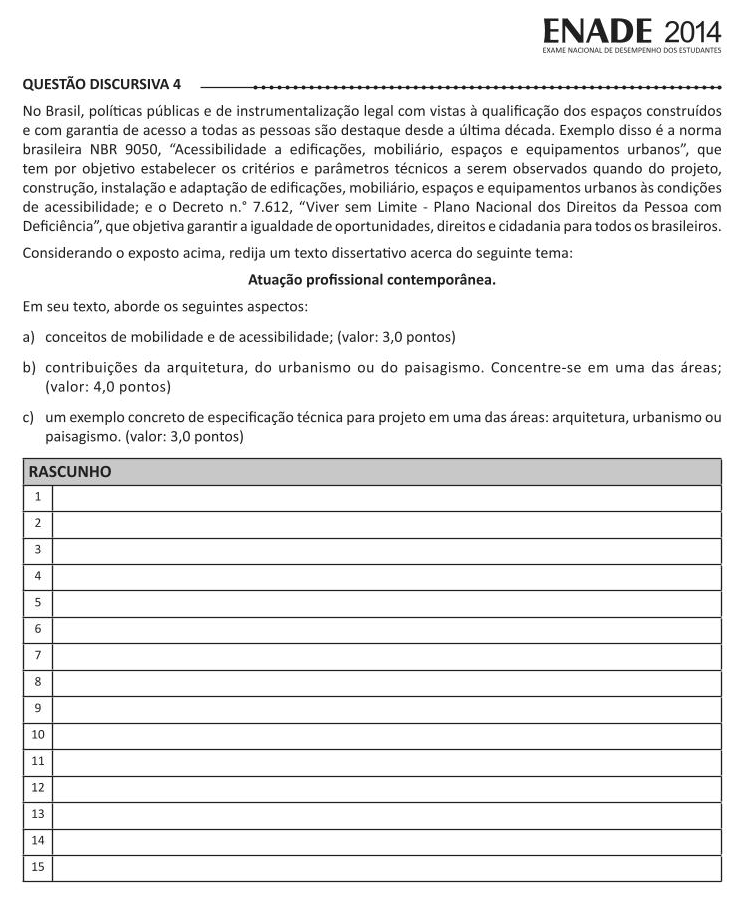 ENADE 2014
EXAME NACIONAL DE DESEMPENHO DOS ESTUDANTES
QUESTÃO DISCURSIVA 4
No Brasil, políticas públicas e de instrumentalização legal com vistas à qualificação dos espaços construídos
e com garantia de acesso a todas as pessoas são destaque desde a última década. Exemplo disso é a norma
brasileira NBR 9050, “Acessibilidade a edificações, mobiliário, espaços e equipamentos urbanos”, que
tem por objetivo estabelecer os critérios e parâmetros técnicos a serem observados quando do projeto,
construção, instalação e adaptação de edificações, mobiliário, espaços e equipamentos urbanos às condições
de acessibilidade; e o Decreto n.° 7.612, “Viver sem Limite - Plano Nacional dos Direitos da Pessoa com
Deficiência”, que objetiva garantir a igualdade de oportunidades, direitos e cidadania para todos os brasileiros.
Considerando o exposto acima, redija um texto dissertativo acerca do seguinte tema:
Atuação profissional contemporânea.
Em seu texto, aborde os seguintes aspectos:
a) conceitos de mobilidade e de acessibilidade; (valor: 3,0 pontos)
b) contribuições da arquitetura, do urbanismo ou do paisagismo. Concentre-se em uma das áreas;
(valor: 4,0 pontos)
c) um exemplo concreto de especificação técnica para projeto em uma das áreas: arquitetura, urbanismo ou
paisagismo. (valor: 3,0 pontos)
RASCUNHO
1
2
3
4
5
6
7
8
9
10
11
12
13
14
15